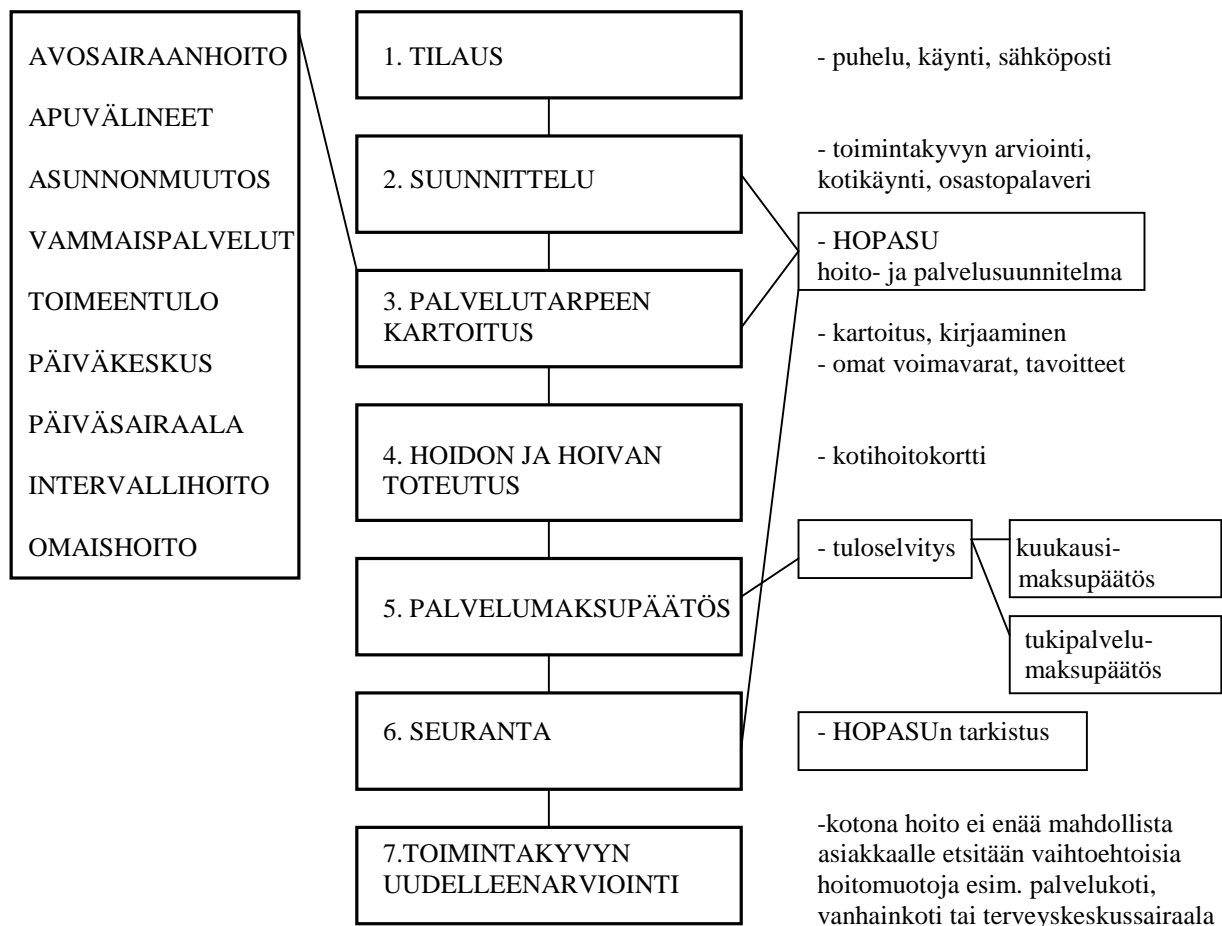 AVOSAIRAANHOITO
APUVÄLINEET
ASUNNONMUUTOS
VAMMAISPALVELUT
TOIMEENTULO
PÄIVÄKESKUS
PÄIVÄSAIRAALA
INTERVALLIHOITO
OMAISHOITO
1. TILAUS
- puhelu, käynti, sähköposti
2. SUUNNITTELU
- toimintakyvyn arviointi,
kotikäynti, osastopalaveri
- HOPASU
hoito- ja palvelusuunnitelma
3. PALVELUTARPEEN
KARTOITUS
- kartoitus, kirjaaminen
- omat voimavarat, tavoitteet
4. HOIDON JA HOIVAN
TOTEUTUS
- kotihoitokortti
5. PALVELUMAKSUPÄÄTÖS
- tuloselvitys
kuukausi-
maksupäätös
tukipalvelu-
maksupäätös
6. SEURANTA
- HOPASUn tarkistus
7.TOIMINTAKYVYN
UUDELLEENARVIOINTI
-kotona hoito ei enää mahdollista
asiakkaalle etsitään vaihtoehtoisia
hoitomuotoja esim. palvelukoti,
vanhainkoti tai terveyskeskussairaala